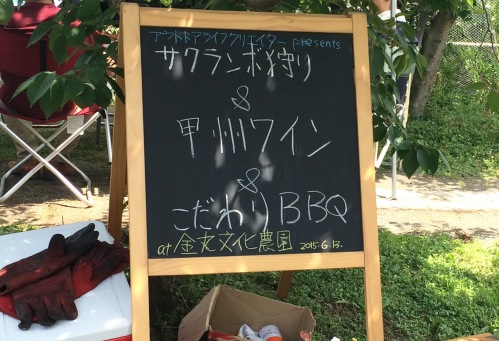 アウトドアライフクリエイター presents
サクランボ狩り
&
甲州ワイン
&
こだわりBBQ
at 金丸文化農園 2015.6.13.